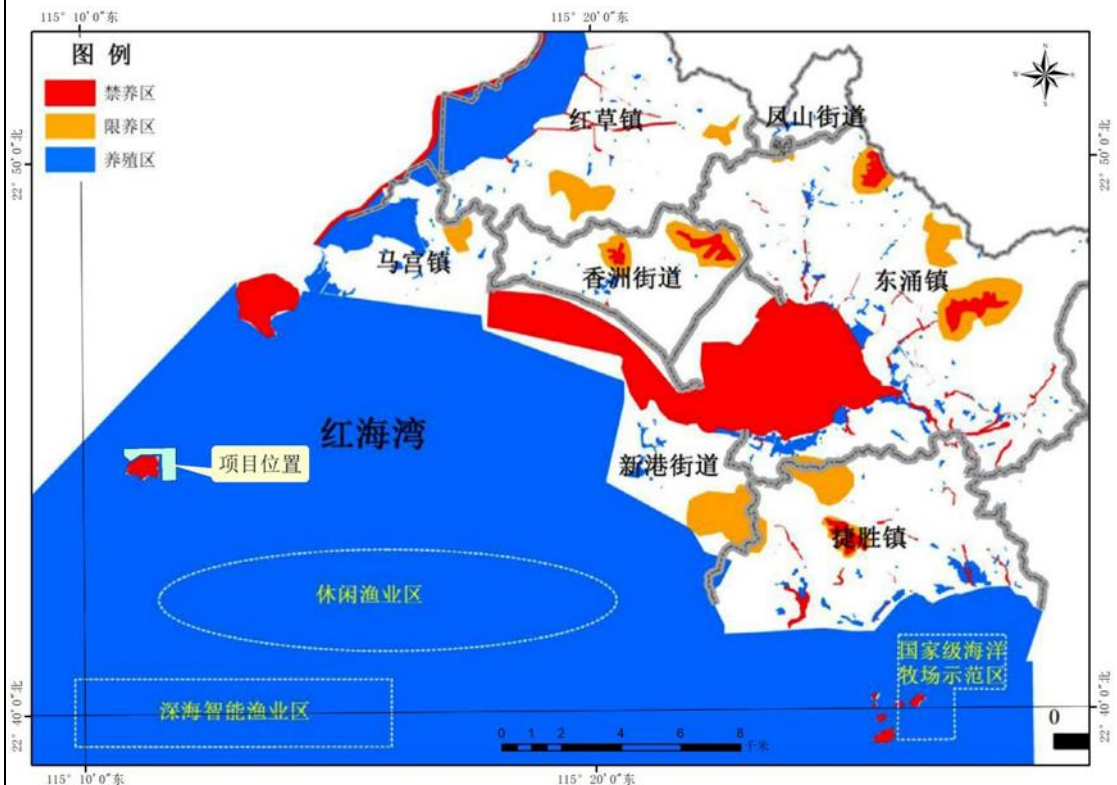 115° 10'0"东
115° 20'0"东
图 例
禁养区
限养区
养殖区
N
W
E
S
22° 50'0"北
22° 50'0"北
红草镇
凤山街道
马宫镇
香洲街道
东涌镇
红海湾
项目位置
新港街道
捷胜镇
休闲渔业区
国家级海洋
牧场示范区
深海智能渔业区
22° 40'0"北
22° 40'0"北
0 1 2 4 6 8
千米
0
115° 10'0"东
115° 20'0"东